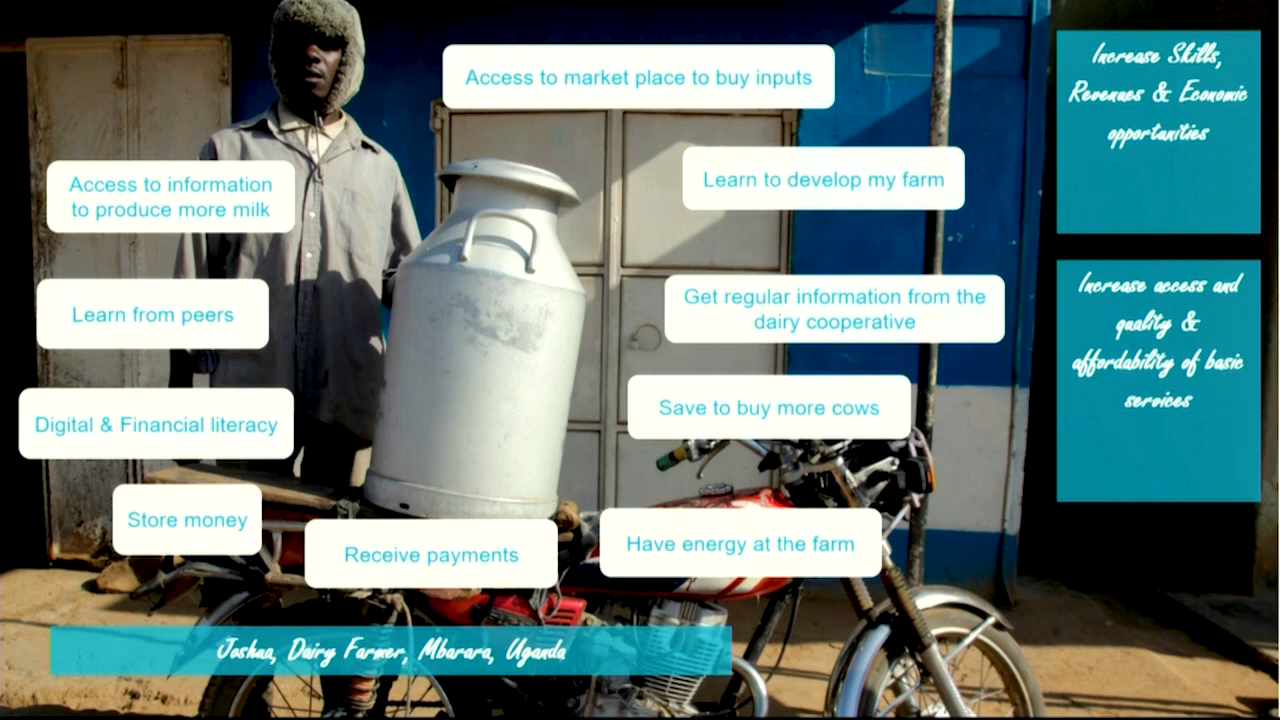 Access to market place to buy inputs
Access to information
to produce more milk
Learn to develop my farm
Learn from peers
Get regular information from the
dairy cooperative
Digital & Financial literacy
Save to buy more cows
Store money
Receive payments
Have energy at the farm
Joshua, Dairy Farmer, Mbarara, Uganda
Increase Skills,
Revenues & Economic
opportunities
Increase access and
quality &
affordability of basic
services